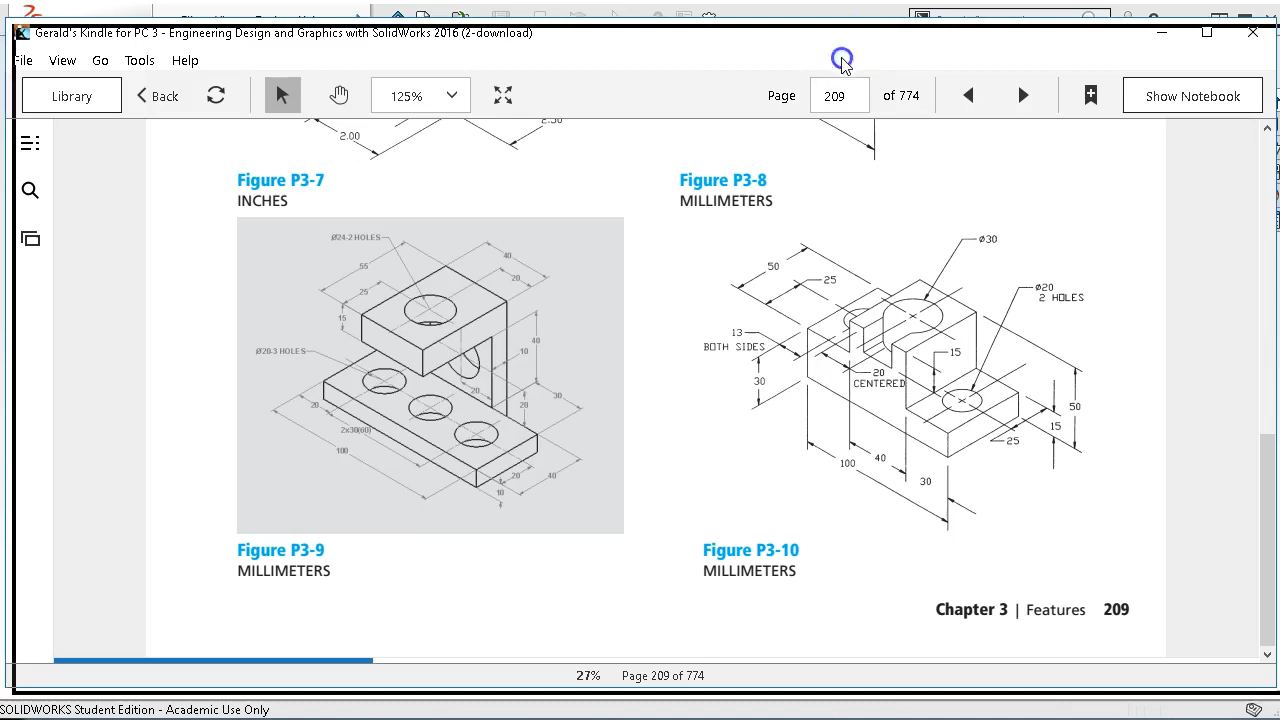 Gerald's Kindle for PC 3 - Engineering Design and Graphics with SolidWorks 2016 (2-download)
File View Go Tools Help
Library Back 125% Page 209 of 774 Show Notebook
2.00
2.50
Figure P3-7
INCHES
Figure P3-8
MILLIMETERS
Ø24-2 HOLES
40
55
20
25
15
40
10
Ø20-3 HOLES
20
30
20
20
2x30(60)
100
20
40
10
Ø30
50
25
Ø20
2 HOLES
13
BOTH SIDES
15
30
20
CENTERED
50
15
25
40
100
30
Figure P3-9
MILLIMETERS
Figure P3-10
MILLIMETERS
Chapter 3 | Features 209
27% Page 209 of 774
SOLIDWORKS Student Edition - Academic Use Only